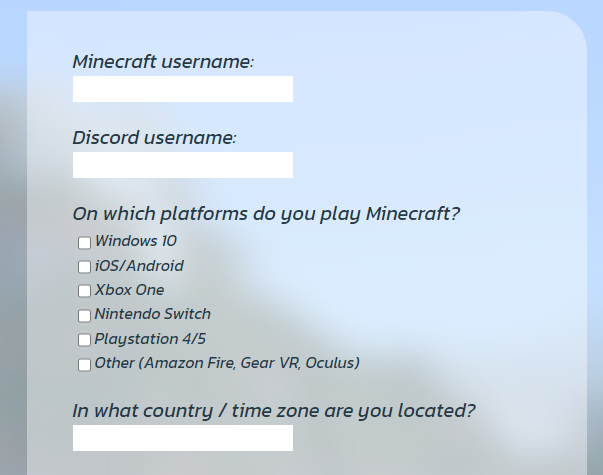 Minecraft username:
Discord username:
On which platforms do you play Minecraft?
Windows 10
iOS/Android
Xbox One
Nintendo Switch
Playstation 4/5
Other (Amazon Fire, Gear VR, Oculus)
In what country / time zone are you located?